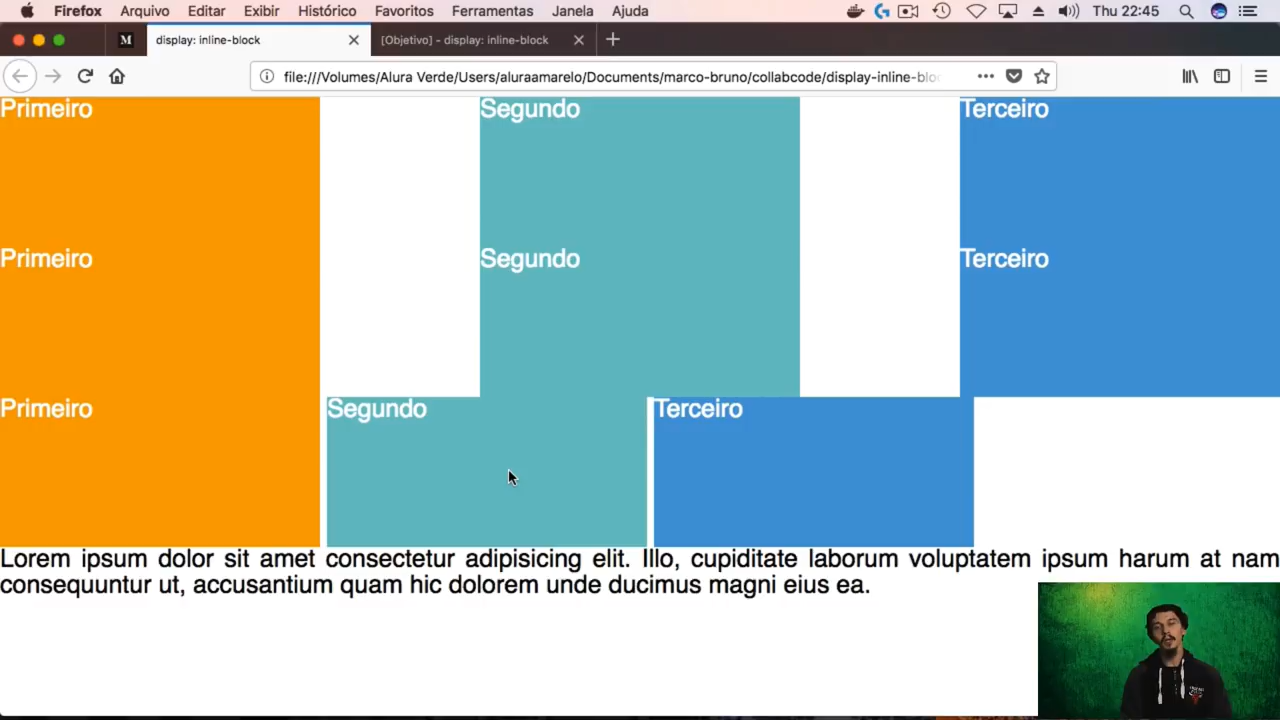 Firefox Arquivo Editar Exibir Histórico Favoritos Ferramentas Janela Ajuda Thu 22:45
M display: inline-block [Objetivo] - display: inline-block
file:///Volumes/Alura Verde/Users/aluraamarelo/Documents/marco-bruno/collabcode/display-inline-bloc
Primeiro Segundo Terceiro
Primeiro Segundo Terceiro
Primeiro Segundo Terceiro
Lorem ipsum dolor sit amet consectetur adipisicing elit. Illo, cupiditate laborum voluptatem ipsum harum at nam
consequuntur ut, accusantium quam hic dolorem unde ducimus magni eius ea.